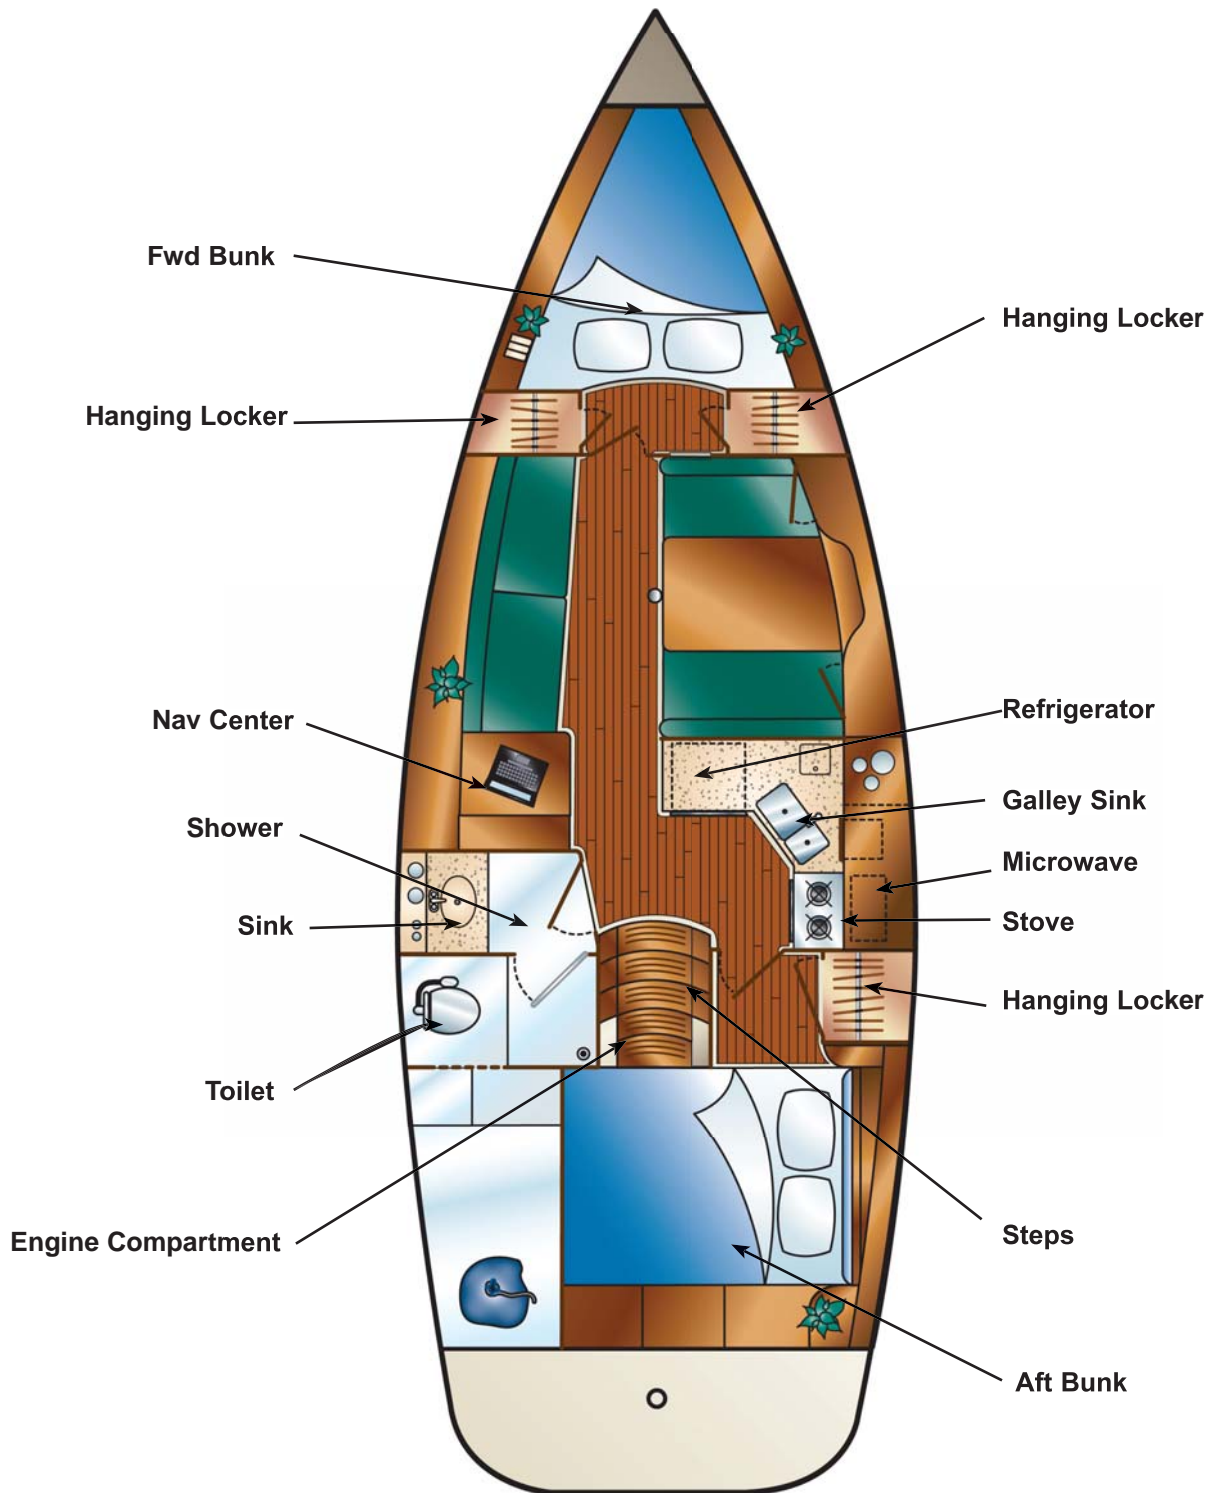 Fwd Bunk
Hanging Locker
Hanging Locker
Nav Center
Refrigerator
Galley Sink
Shower
Microwave
Sink
Stove
Hanging Locker
Toilet
Engine Compartment
Steps
Aft Bunk